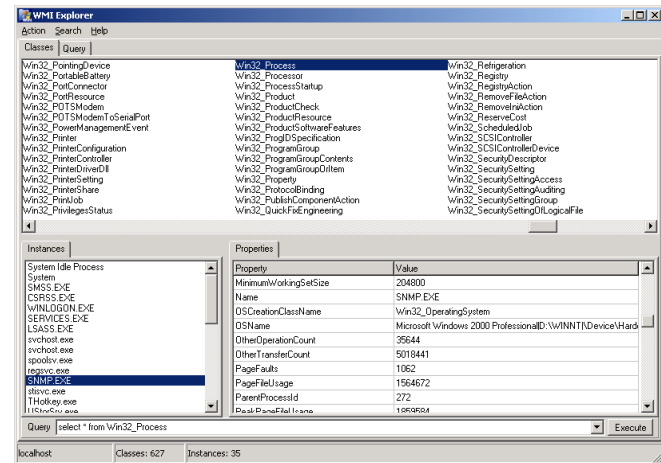 WMI Explorer
Action Search Help
Classes Query
Win32_PointingDevice Win32_Process Win32_Refrigeration
Win32_PortableBattery Win32_Processor Win32_Registry
Win32_PortConnector Win32_ProcessStartup Win32_RegistryAction
Win32_PortResource Win32_Product Win32_RemoveFileAction
Win32_POTSModem Win32_ProductCheck Win32_RemoveIniAction
Win32_POTSModemToSerialPort Win32_ProductResource Win32_ReserveCost
Win32_PowerManagementEvent Win32_ProductSoftwareFeatures Win32_ScheduledJob
Win32_Printer Win32_ProgIDSpecification Win32_SCSIController
Win32_PrinterConfiguration Win32_ProgramGroup Win32_SCSIControllerDevice
Win32_PrinterController Win32_ProgramGroupContents Win32_SecurityDescriptor
Win32_PrinterDriverDll Win32_ProgramGroupOrItem Win32_SecuritySetting
Win32_PrinterSetting Win32_Property Win32_SecuritySettingAccess
Win32_PrinterShare Win32_ProtocolBinding Win32_SecuritySettingAuditing
Win32_PrintJob Win32_PublishComponentAction Win32_SecuritySettingGroup
Win32_PrivilegesStatus Win32_QuickFixEngineering Win32_SecuritySettingOfLogicalFile
Instances
System Idle Process
System
SMSS.EXE
CSRSS.EXE
WINLOGON.EXE
SERVICES.EXE
LSASS.EXE
svchost.exe
svchost.exe
spoolsv.exe
regsvc.exe
SNMP.EXE
stisvc.exe
THotkey.exe
UStorSrv.exe
Properties
Property Value
MinimumWorkingSetSize 204800
Name SNMP.EXE
OSCreationClassName Win32_OperatingSystem
OSName Microsoft Windows 2000 Professional|D:\WINNT|\Device\Hard
OtherOperationCount 35644
OtherTransferCount 5018441
PageFaults 1062
PageFileUsage 1564672
ParentProcessId 272
PeakPageFileUsage 1859584
Query select * from Win32_Process Execute
localhost Classes: 627 Instances: 35